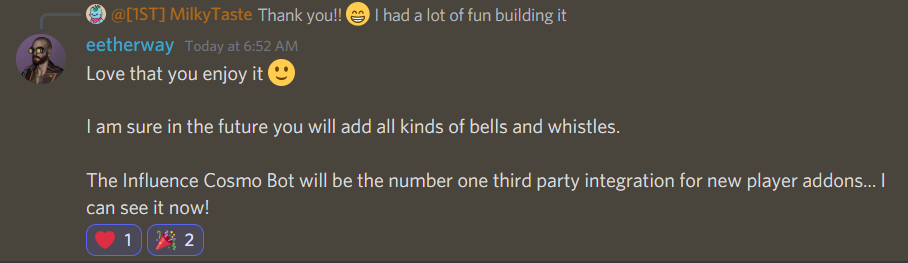 @[1ST] MilkyTaste Thank you!! 😁 I had a lot of fun building it
eetherway Today at 6:52 AM
Love that you enjoy it 🙂
I am sure in the future you will add all kinds of bells and whistles.
The Influence Cosmo Bot will be the number one third party integration for new player addons... I
can see it now!
❤️ 1 🎉 2